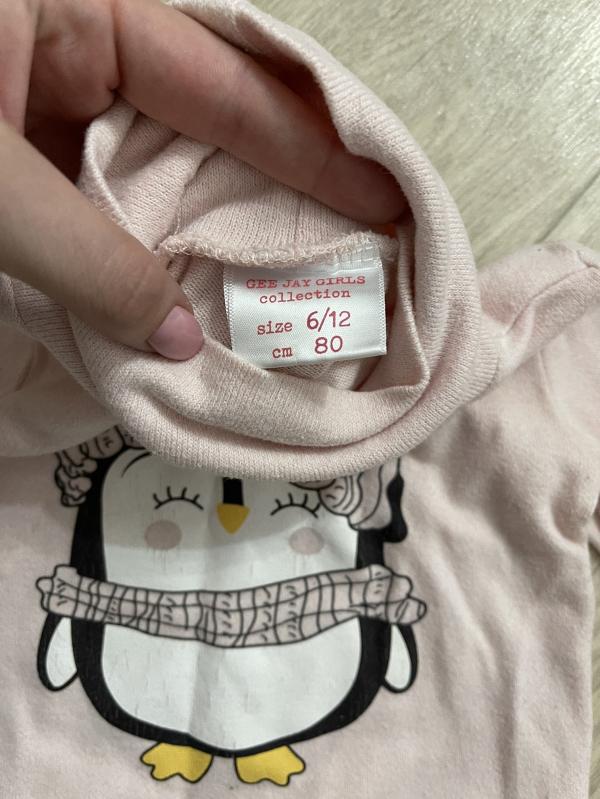 GEE JAY GIRLS
collection
size 6/12
cm 80